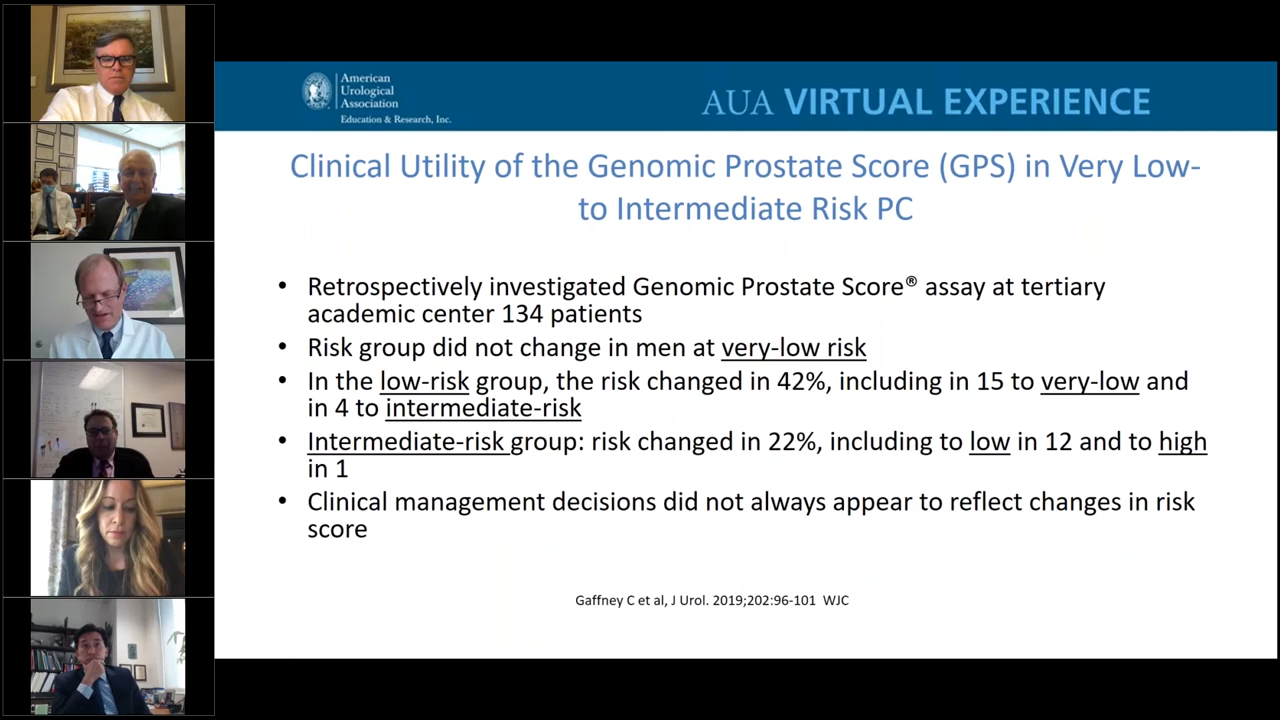 American
Urological
Association
Education & Research, Inc.
AUA VIRTUAL EXPERIENCE
Clinical Utility of the Genomic Prostate Score (GPS) in Very Low-
to Intermediate Risk PC
• Retrospectively investigated Genomic Prostate Score® assay at tertiary
academic center 134 patients
• Risk group did not change in men at very-low risk
• In the low-risk group, the risk changed in 42%, including in 15 to very-low and
in 4 to intermediate-risk
• Intermediate-risk group: risk changed in 22%, including to low in 12 and to high
in 1
• Clinical management decisions did not always appear to reflect changes in risk
score
Gaffney C et al, J Urol. 2019;202:96-101 WJC